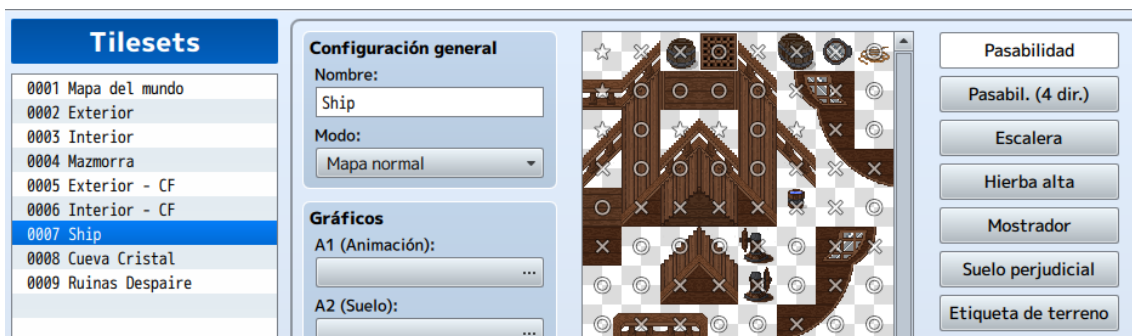 Tilesets
0001 Mapa del mundo
0002 Exterior
0003 Interior
0004 Mazmorra
0005 Exterior - CF
0006 Interior - CF
0007 Ship
0008 Cueva Cristal
0009 Ruinas Despaire
Configuración general
Nombre:
Ship
Modo:
Mapa normal
Gráficos
A1 (Animación):
...
A2 (Suelo):
...
Pasabilidad
Pasabil. (4 dir.)
Escalera
Hierba alta
Mostrador
Suelo perjudicial
Etiqueta de terreno